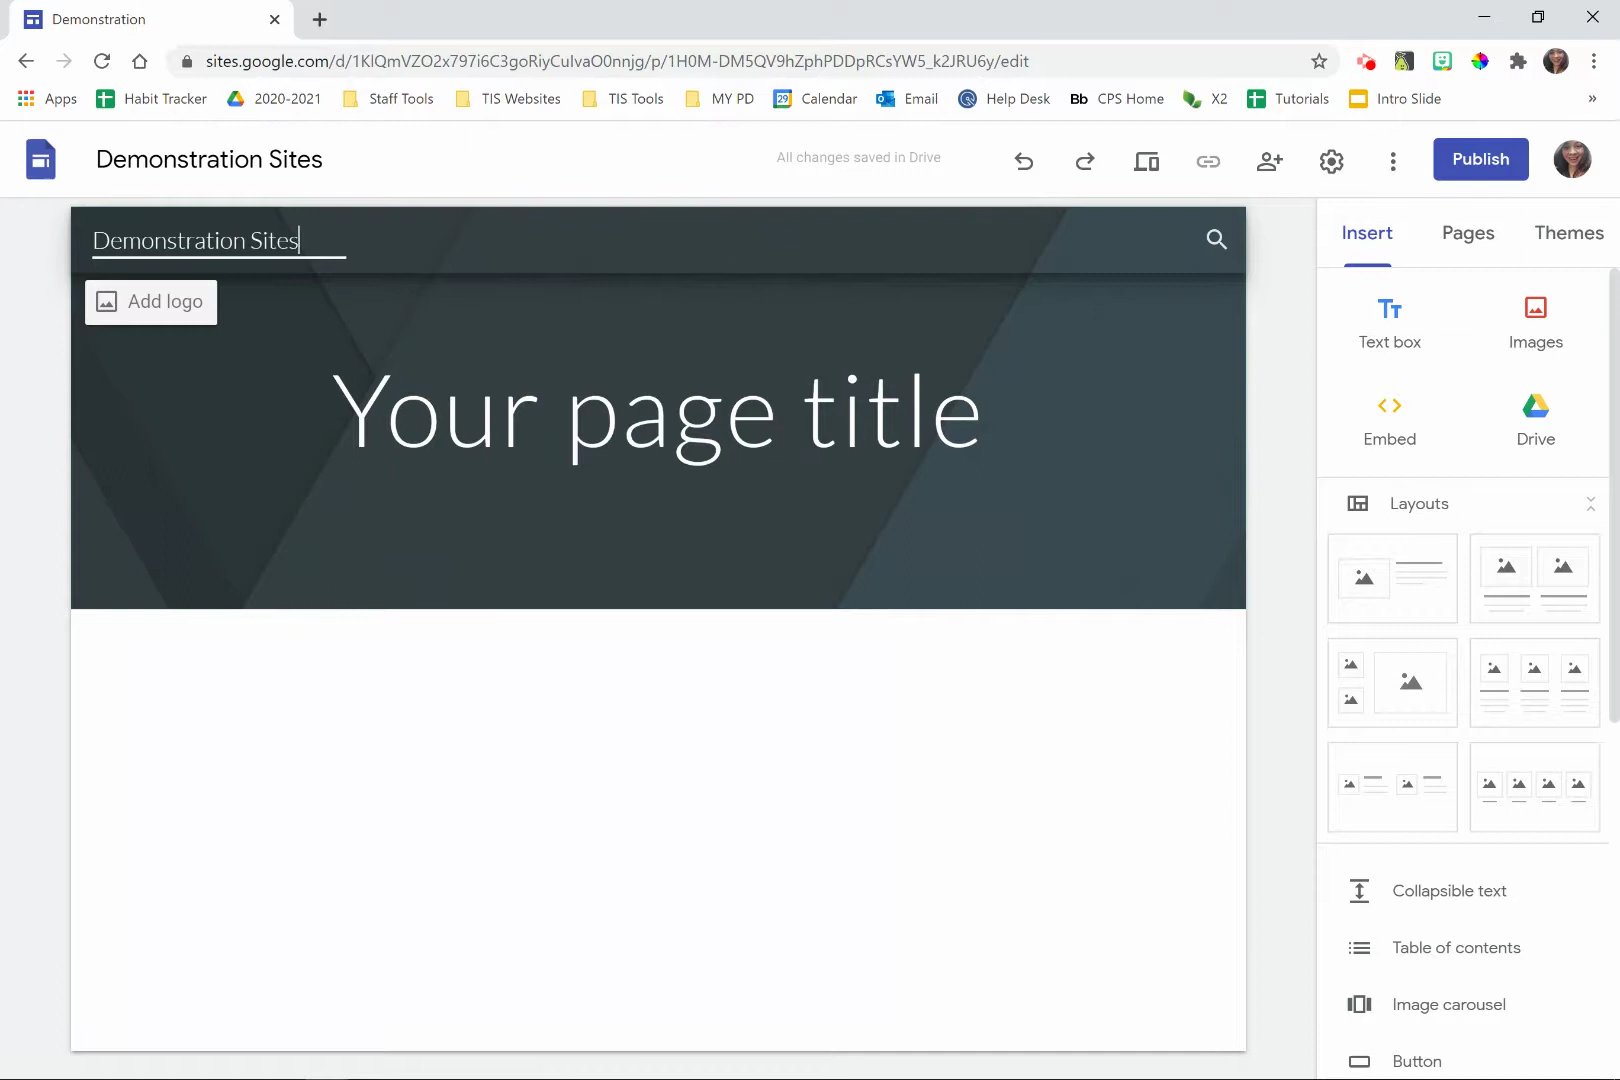 Demonstration
sites.google.com/d/1KlQmVZO2x797i6C3goRiyCuIvaO0nnjg/p/1H0M-DM5QV9hZphPDDpRCsYW5_k2JRU6y/edit
Apps
Habit Tracker
2020-2021
Staff Tools
TIS Websites
TIS Tools
MY PD
29
Calendar
Email
Help Desk
Bb
CPS Home
X2
Tutorials
Intro Slide
»
Demonstration Sites
All changes saved in Drive
Publish
Demonstration Sites
Add logo
Your page title
Insert
Pages
Themes
Tt
Text box
Images
Embed
Drive
Layouts
Collapsible text
Table of contents
Image carousel
Button